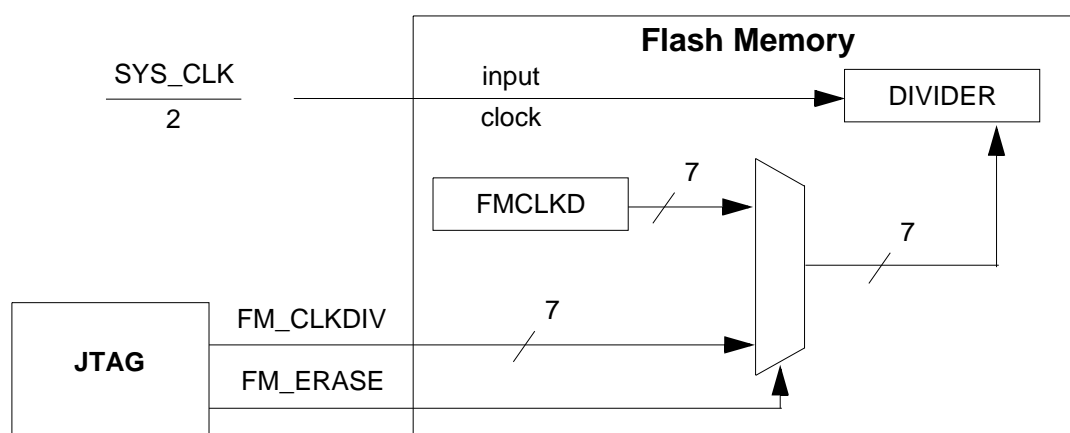 Flash Memory
SYS_CLK
2
input
clock
DIVIDER
7
FMCLKD
7
FM_CLKDIV
7
JTAG
FM_ERASE